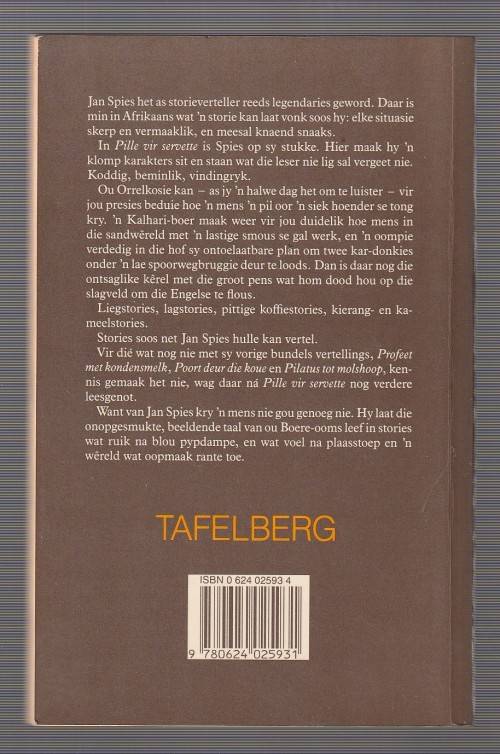 Jan Spies het as storieverteller reeds legendaries geword. Daar is
min in Afrikaans wat 'n storie kan laat vonk soos hy: elke situasie
skerp en vermaaklik, en meesal knaend snaaks.
In Pille vir servette is Spies op sy stukke. Hier maak hy 'n
klomp karakters sit en staan wat die leser nie lig sal vergeet nie.
Koddig, beminlik, vindingryk.
Ou Orrelkosie kan – as jy 'n halwe dag het om te luister – vir
jou presies beduie hoe 'n mens 'n pil oor 'n siek hoender se tong
kry. 'n Kalhari-boer maak weer vir jou duidelik hoe mens in
die sandwêreld met 'n lastige smous se gal werk, en 'n oompie
verdedig in die hof sy ontoelaatbare plan om twee kar-donkies
onder 'n lae spoorwegbruggie deur te loods. Dan is daar nog die
ontsaglike kêrel met die groot pens wat hom dood hou op die
slagveld om die Engelse te flous.
Liegstories, lagstories, pittige koffiestories, kierang- en ka-
meelstories.
Stories soos net Jan Spies hulle kan vertel.
Vir dié wat nog nie met sy vorige bundels vertellings, Profeet
met kondensmelk, Poort deur die koue en Pilatus tot molshoop, ken-
nis gemaak het nie, wag daar ná Pille vir servette nog verdere
leesgenot.
Want van Jan Spies kry 'n mens nie gou genoeg nie. Hy laat die
onopgesmukte, beeldende taal van ou Boere-ooms leef in stories
wat ruik na blou pypdampe, en wat voel na plaasstoep en 'n
wêreld wat oopmaak rante toe.
TAFELBERG
ISBN 0 624 02593 4
9 780624 025931